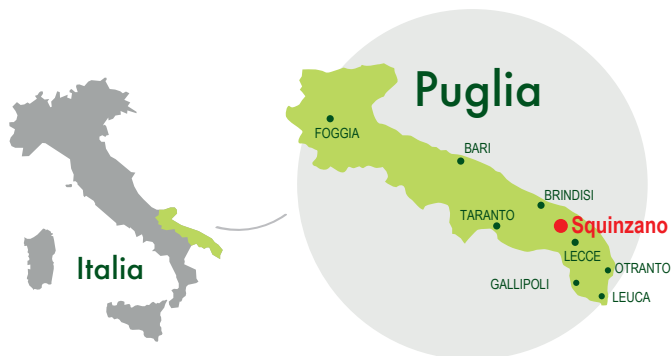 Italia
Puglia
FOGGIA
BARI
BRINDISI
TARANTO
Squinzano
LECCE
OTRANTO
GALLIPOLI
LEUCA